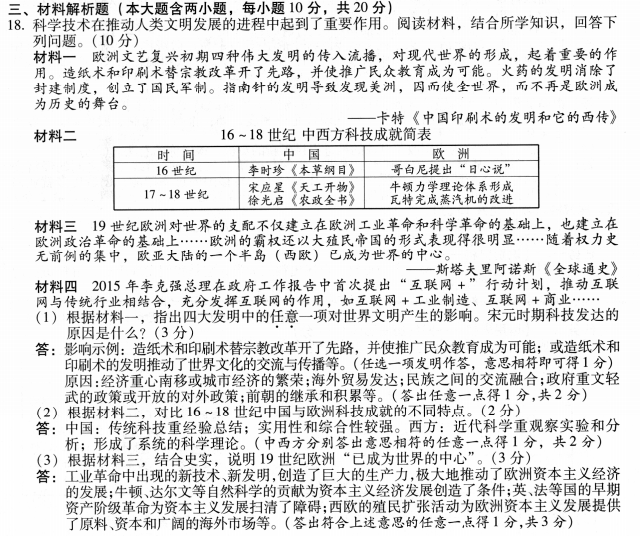 三、材料解析题（本大题含两小题，每小题 10 分，共 20 分）
18. 科学技术在推动人类文明发展的进程中起到了重要作用。阅读材料，结合所学知识，回答下
列问题。（10 分）
材料一 欧洲文艺复兴初期四种伟大发明的传入流播，对现代世界的形成，起着重要的作
用。造纸术和印刷术替宗教改革开了先路，并使推广民众教育成为可能。火药的发明消除了
封建制度，创立了国民军制。指南针的发明导致发现美洲，因而使全世界，而不再是欧洲成
为历史的舞台。
——卡特《中国印刷术的发明和它的西传》
材料二 16～18 世纪 中西方科技成就简表
时 间 中 国 欧 洲
16 世纪 李时珍《本草纲目》 哥白尼提出“日心说”
17～18 世纪 宋应星《天工开物》 牛顿力学理论体系形成
徐光启《农政全书》 瓦特完成蒸汽机的改进
材料三 19 世纪欧洲对世界的支配不仅建立在欧洲工业革命和科学革命的基础上，也建立在
欧洲政治革命的基础上……欧洲的霸权还以大殖民帝国的形式表现得很明显……随着权力史
无前例的集中，欧亚大陆的一个半岛（西欧）已成为世界的中心。
——斯塔夫里阿诺斯《全球通史》
材料四 2015 年李克强总理在政府工作报告中首次提出“互联网＋”行动计划，推动互联
网与传统行业相结合，充分发挥互联网的作用，如互联网＋工业制造、互联网＋商业……
（1）根据材料一，指出四大发明中的任意一项对世界文明产生的影响。宋元时期科技发达的
原因是什么？（3 分）
答：影响示例：造纸术和印刷术替宗教改革开了先路，并使推广民众教育成为可能；或造纸术和
印刷术的发明推动了世界文化的交流与传播等。（任选一项发明作答，意思相符即可得 1 分）
原因：经济重心南移或城市经济的繁荣；海外贸易发达；民族之间的交流融合；政府重文轻
武的政策或开放的对外政策；前朝的继承和积累等。（答出任意一点得 1 分，共 2 分）
（2）根据材料二，对比 16～18 世纪中国与欧洲科技成就的不同特点。（2 分）
答：中国：传统科技重经验总结；实用性和综合性较强。西方：近代科学重观察实验和分
析；形成了系统的科学理论。（中西方分别答出意思相符的任意一点得 1 分，共 2 分）
（3）根据材料三，结合史实，说明 19 世纪欧洲“已成为世界的中心”。（3 分）
答：工业革命中出现的新技术、新发明，创造了巨大的生产力，极大地推动了欧洲资本主义经济
的发展；牛顿、达尔文等自然科学的贡献为资本主义经济发展创造了条件；英、法等国的早期
资产阶级革命为资本主义发展扫清了障碍；西欧的殖民扩张活动为欧洲资本主义发展提供
了原料、资本和广阔的海外市场等。（答出符合上述意思的任意一点得 1 分，共 3 分）